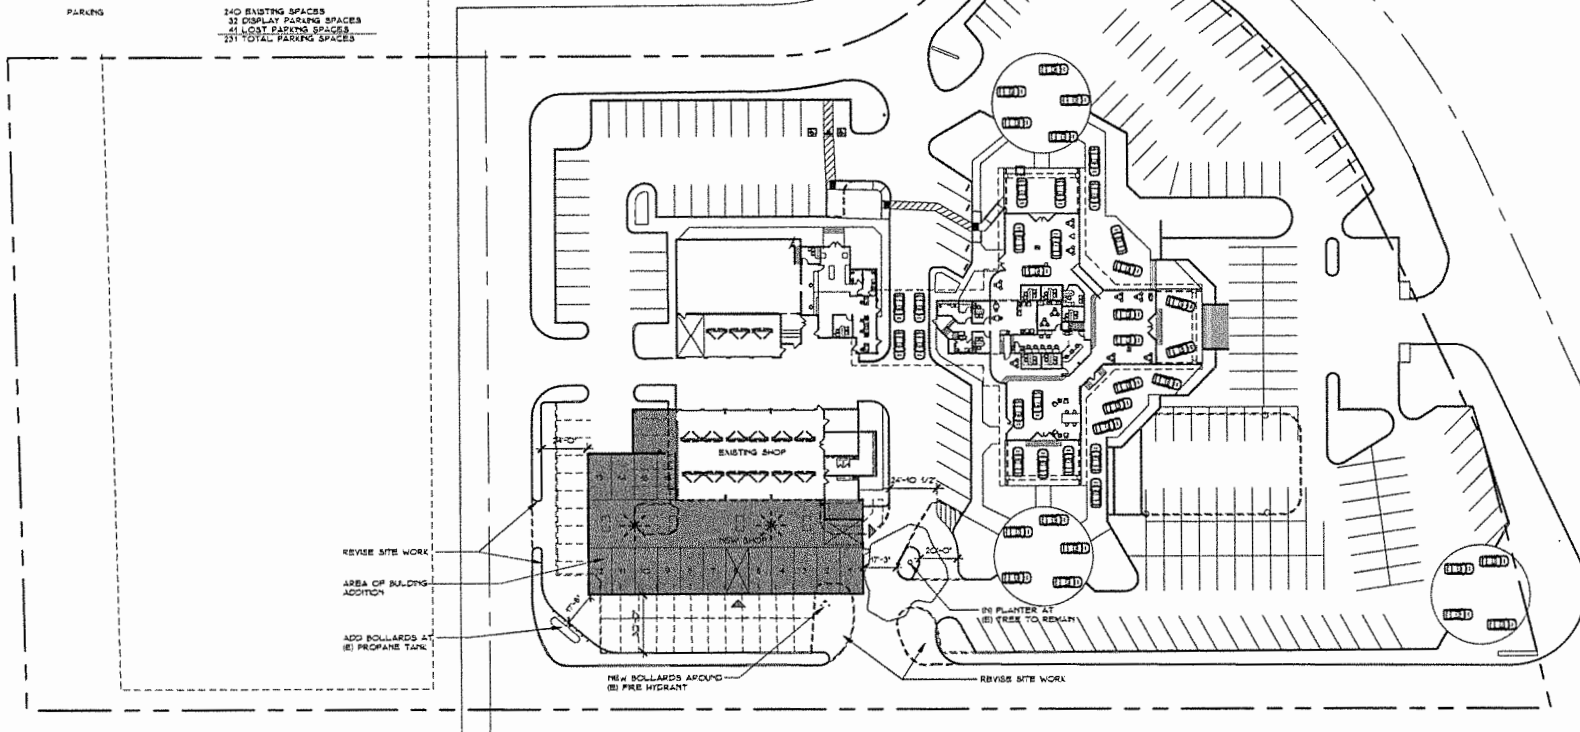 PARKING
240 EXISTING SPACES
32 DISPLAY PARKING SPACES
41 LOST PARKING SPACES
231 TOTAL PARKING SPACES
EXISTING SHOP
24'-10 1/2"
NEW SHOP
17'-3"
20'-0"
REVISE SITE WORK
AREA OF BUILDING
ADDITION
ADD BOLLARDS AT
(E) PROPANE TANK
(N) PLANTER AT
(E) TREE TO REMAIN
NEW BOLLARDS AROUND
(E) FIRE HYDRANT
REVISE SITE WORK